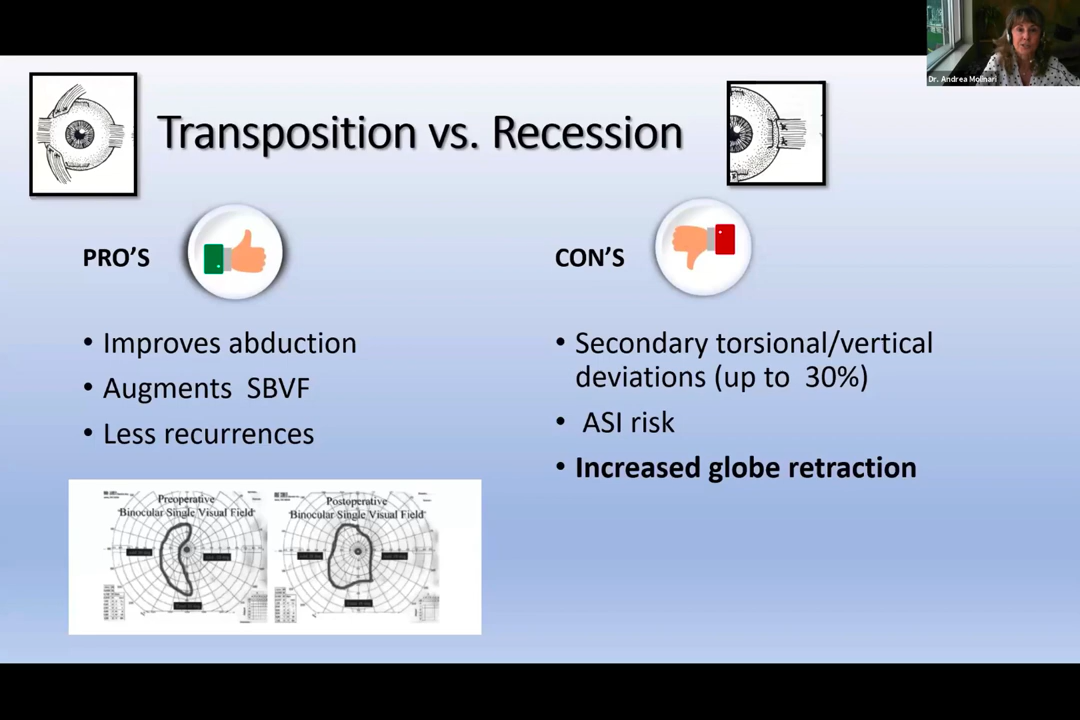 Dr. Andrea Molinari
Transposition vs. Recession
PRO'S
CON'S
• Improves abduction
• Augments SBVF
• Less recurrences
• Secondary torsional/vertical
deviations (up to 30%)
• ASI risk
• Increased globe retraction
Preoperative
Binocular Single Visual Field
Postoperative
Binocular Single Visual Field